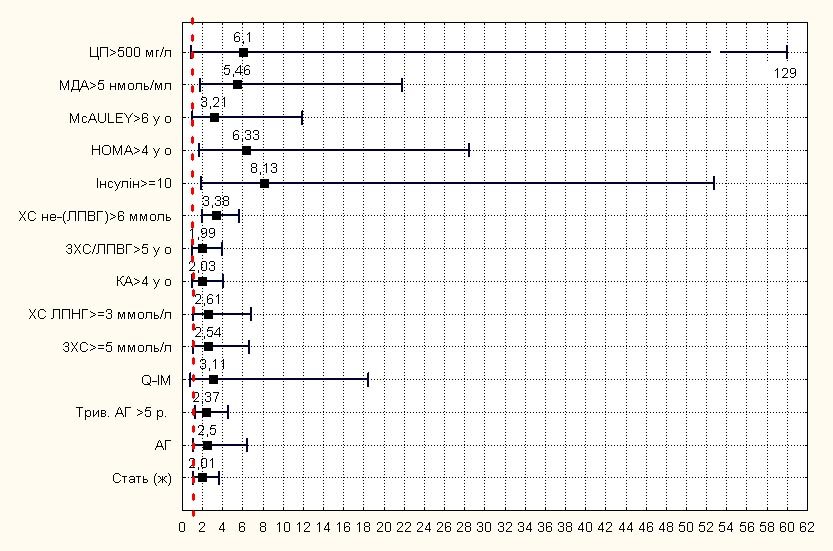 6,1
ЦП>500 мг/л
129
5,46
МДА>5 нмоль/мл
3,21
McAULEY>6 у о
6,33
НОМА>4 у о
8,13
Інсулін>=10
3,38
ХС не-(ЛПВГ)>6 ммоль
1,99
ЗХС/ЛПВГ>5 у о
2,03
КА>4 у о
2,61
ХС ЛПНГ>=3 ммоль/л
2,54
ЗХС>=5 ммоль/л
3,11
Q-ІМ
2,37
Трив. АГ >5 р.
2,5
АГ
2,01
Стать (ж)
0 2 4 6 8 10 12 14 16 18 20 22 24 26 28 30 32 34 36 38 40 42 44 46 48 50 52 54 56 58 60 62